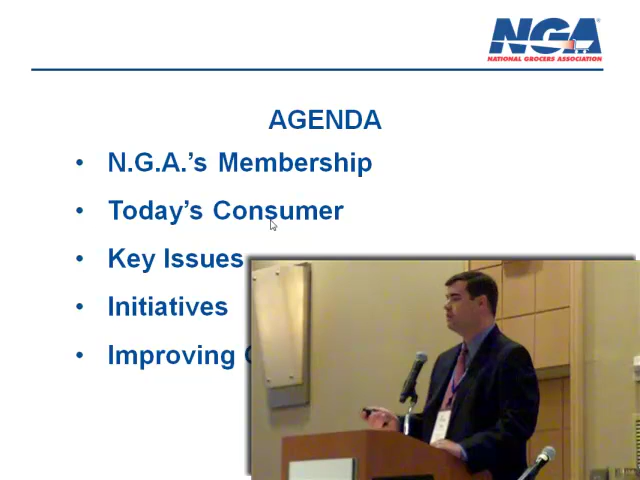 NGA
NATIONAL GROCERS ASSOCIATION
AGENDA
• N.G.A.'s Membership
• Today's Consumer
• Key Issues
• Initiatives
• Improving